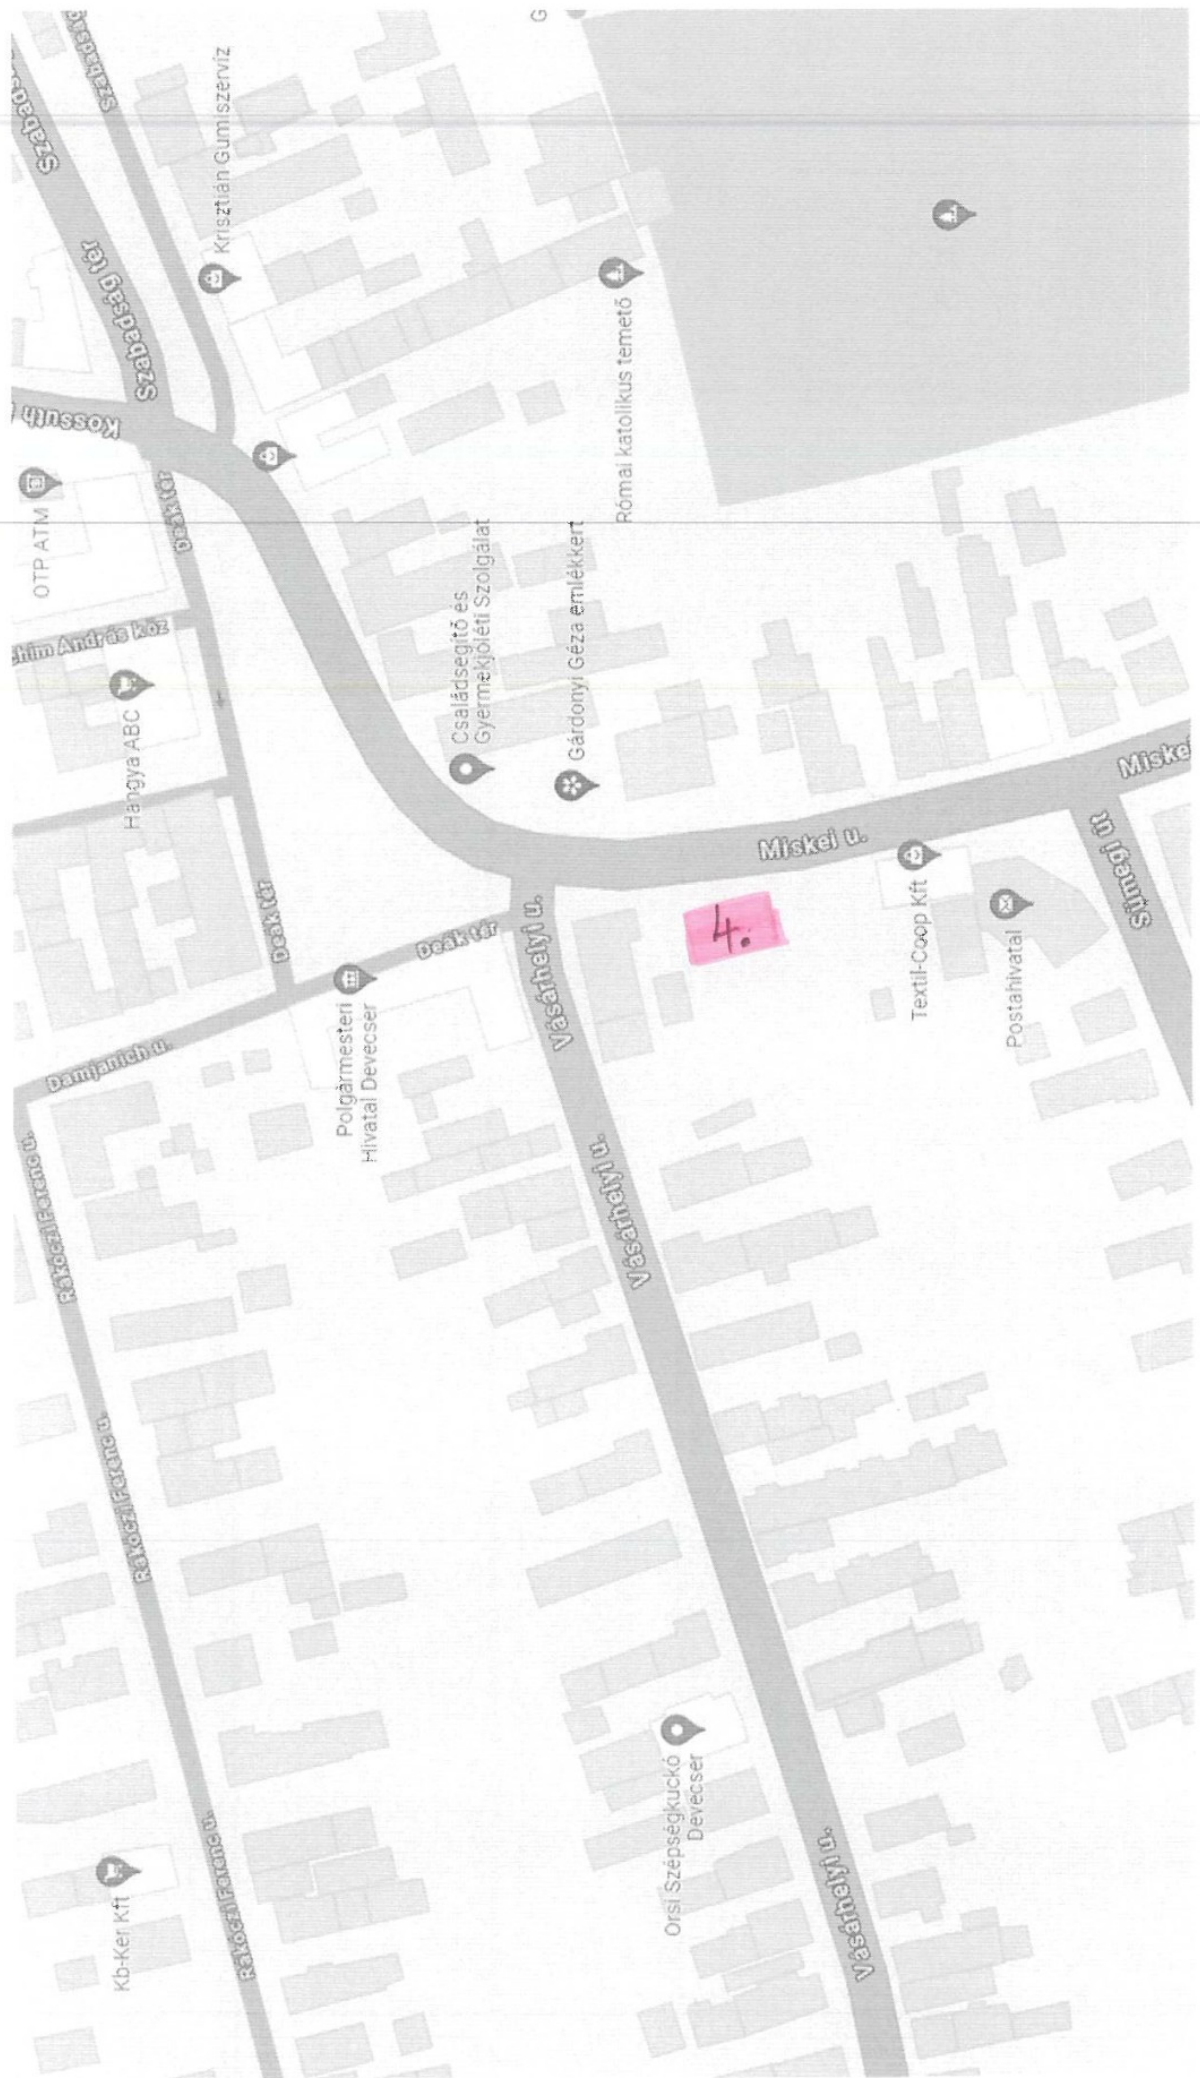 Kb-Ker Kft
Rákóczi Ferenc u.
Rákóczi Ferenc u.
Rákóczi Ferenc u.
Damjanich u.
Hangya ABC
chim András köz
OTP ATM
Kossuth
Szabadság tér
Krisztián Gumiszerviz
Deák tér
Deák tér
Deák tér
Polgármesteri
Hivatal Devecser
Családsegítő és
Gyermekjóléti Szolgálat
Gárdonyi Géza emlékkert
Római katolikus temető
G
Vásárhelyi u.
Vásárhelyi u.
Vásárhelyi u.
Orsi Szépségkuckó
Devecser
4.
Miskei u.
Textil-Coop Kft
Postahivatal
Sümegi út
Miske